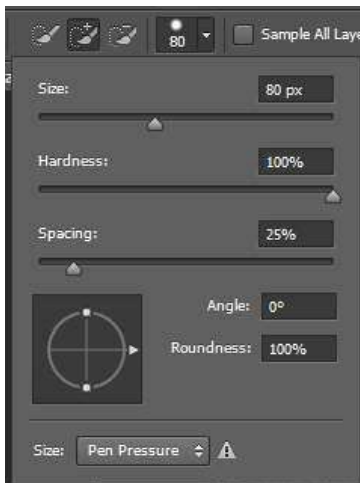 80 Sample All Laye
Size: 80 px
Hardness: 100%
Spacing: 25%
Angle: 0°
Roundness: 100%
Size: Pen Pressure